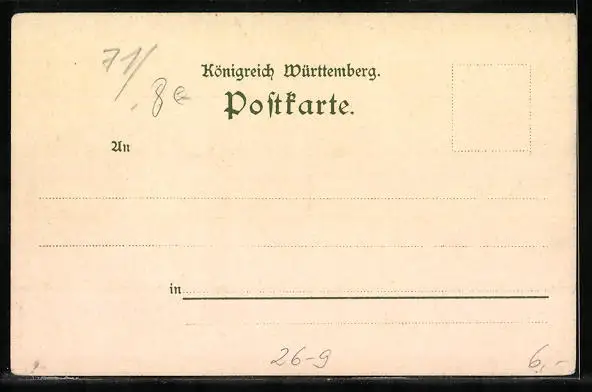 71/
8€
Königreich Württemberg.
Postkarte.
An
in
26-9
6,-